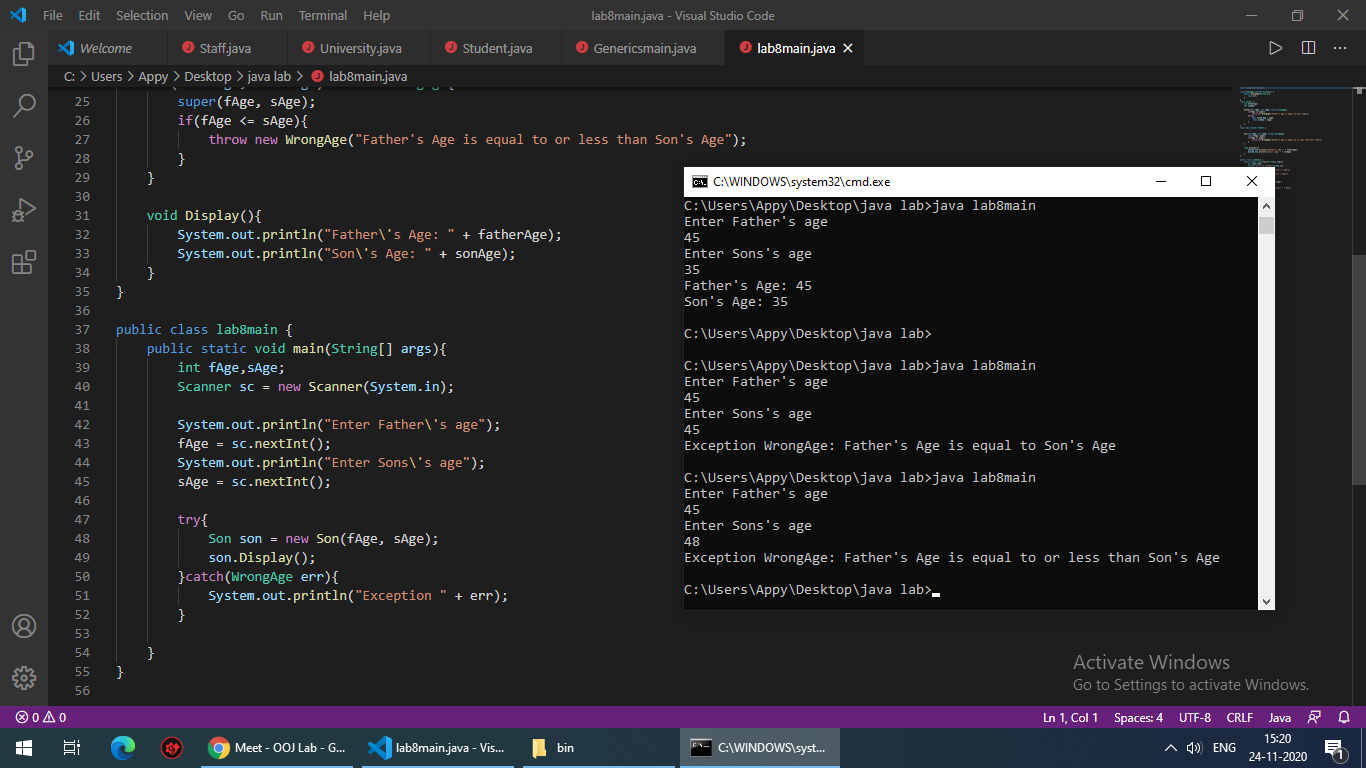 File Edit Selection View Go Run Terminal Help lab8main.java - Visual Studio Code
Welcome Staff.java University.java Student.java Genericsmain.java lab8main.java
C: > Users > Appy > Desktop > java lab > lab8main.java
25 super(fAge, sAge);
26 if(fAge <= sAge){
27 throw new WrongAge("Father's Age is equal to or less than Son's Age");
28 }
29 }
30
31 void Display(){
32 System.out.println("Father\'s Age: " + fatherAge);
33 System.out.println("Son\'s Age: " + sonAge);
34 }
35 }
36
37 public class lab8main {
38 public static void main(String[] args){
39 int fAge,sAge;
40 Scanner sc = new Scanner(System.in);
41
42 System.out.println("Enter Father\'s age");
43 fAge = sc.nextInt();
44 System.out.println("Enter Sons\'s age");
45 sAge = sc.nextInt();
46
47 try{
48 Son son = new Son(fAge, sAge);
49 son.Display();
50 }catch(WrongAge err){
51 System.out.println("Exception " + err);
52 }
53
54 }
55 }
56
C:\WINDOWS\system32\cmd.exe
C:\Users\Appy\Desktop\java lab>java lab8main
Enter Father's age
45
Enter Sons's age
35
Father's Age: 45
Son's Age: 35
C:\Users\Appy\Desktop\java lab>
C:\Users\Appy\Desktop\java lab>java lab8main
Enter Father's age
45
Enter Sons's age
45
Exception WrongAge: Father's Age is equal to Son's Age
C:\Users\Appy\Desktop\java lab>java lab8main
Enter Father's age
45
Enter Sons's age
48
Exception WrongAge: Father's Age is equal to or less than Son's Age
C:\Users\Appy\Desktop\java lab>
Activate Windows
Go to Settings to activate Windows.
0 0 Ln 1, Col 1 Spaces: 4 UTF-8 CRLF Java
Meet - OOJ Lab - G... lab8main.java - Vis... bin C:\WINDOWS\syst... ENG 15:20
24-11-2020 1